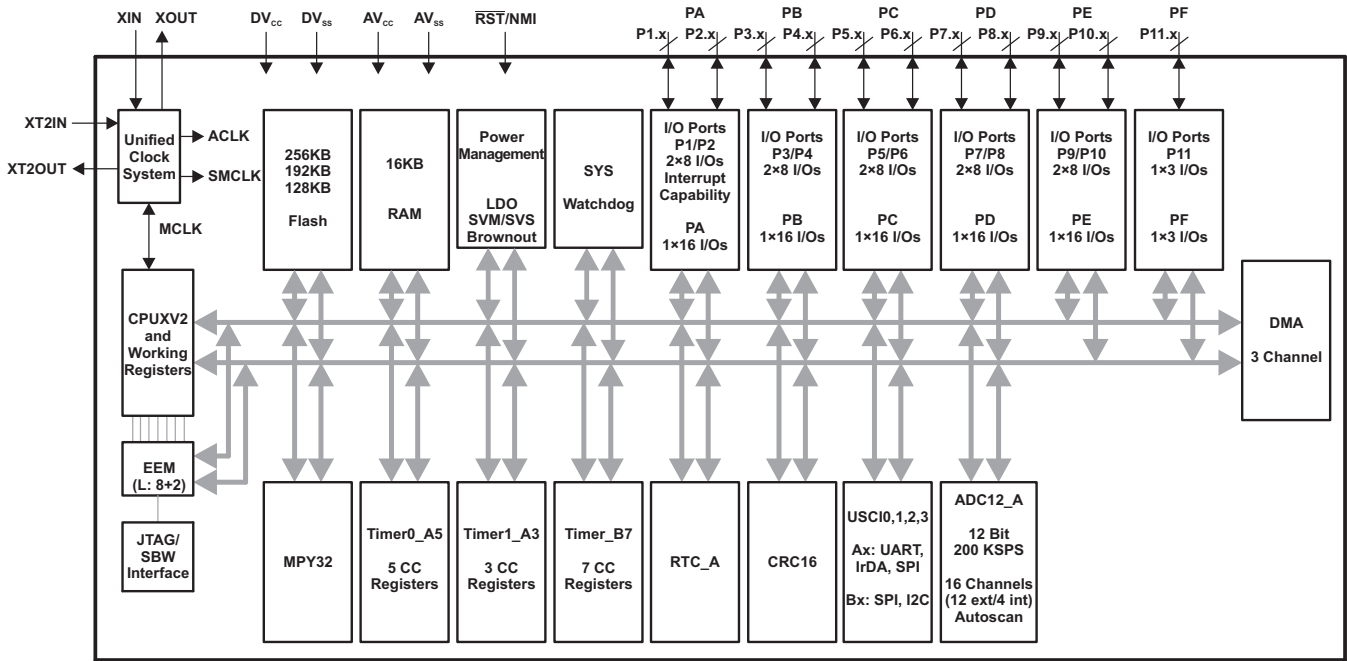 XIN XOUT DVCC DVSS AVCC AVSS RST/NMI PA PB PC PD PE PF
P1.x P2.x P3.x P4.x P5.x P6.x P7.x P8.x P9.x P10.x P11.x
XT2IN
XT2OUT
Unified
Clock
System
ACLK
SMCLK
MCLK
256KB
192KB
128KB
Flash
16KB
RAM
Power
Management
LDO
SVM/SVS
Brownout
SYS
Watchdog
I/O Ports
P1/P2
2×8 I/Os
Interrupt
Capability
PA
1×16 I/Os
I/O Ports
P3/P4
2×8 I/Os
PB
1×16 I/Os
I/O Ports
P5/P6
2×8 I/Os
PC
1×16 I/Os
I/O Ports
P7/P8
2×8 I/Os
PD
1×16 I/Os
I/O Ports
P9/P10
2×8 I/Os
PE
1×16 I/Os
I/O Ports
P11
1×3 I/Os
PF
1×3 I/Os
CPUXV2
and
Working
Registers
DMA
3 Channel
EEM
(L: 8+2)
JTAG/
SBW
Interface
MPY32
Timer0_A5
5 CC
Registers
Timer1_A3
3 CC
Registers
Timer_B7
7 CC
Registers
RTC_A
CRC16
USCI0,1,2,3
Ax: UART,
IrDA, SPI
Bx: SPI, I2C
ADC12_A
12 Bit
200 KSPS
16 Channels
(12 ext/4 int)
Autoscan